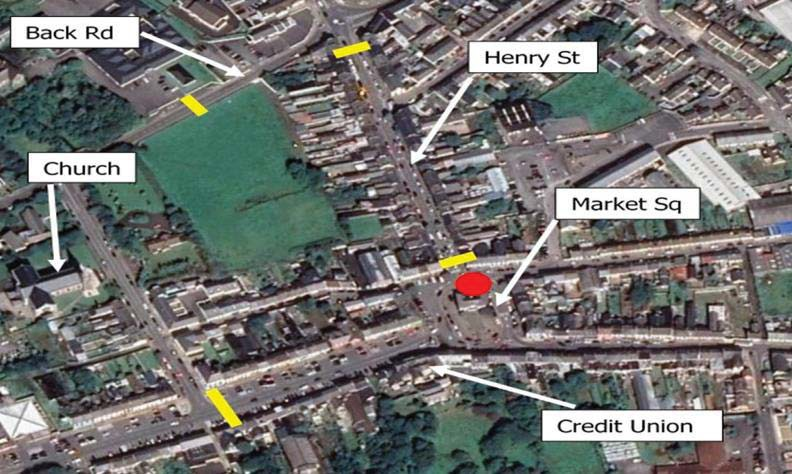 Back Rd
Henry St
Church
Market Sq
Credit Union